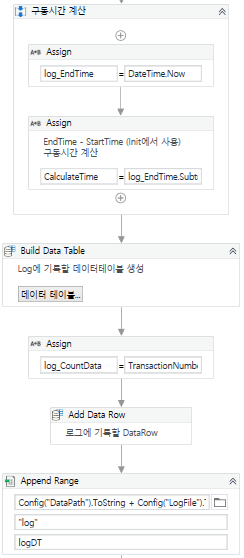 구동시간 계산
A*B Assign
log_EndTime = DateTime.Now
A*B Assign
EndTime - StartTime (Init에서 사용)
구동시간 계산
CalculateTime = log_EndTime.Subt
Build Data Table
Log에 기록할 데이터테이블 생성
데이터 테이블...
A*B Assign
log_CountData = TransactionNumbe
Add Data Row
로그에 기록할 DataRow
Append Range
Config("DataPath").ToString + Config("LogFile").
"log"
logDT